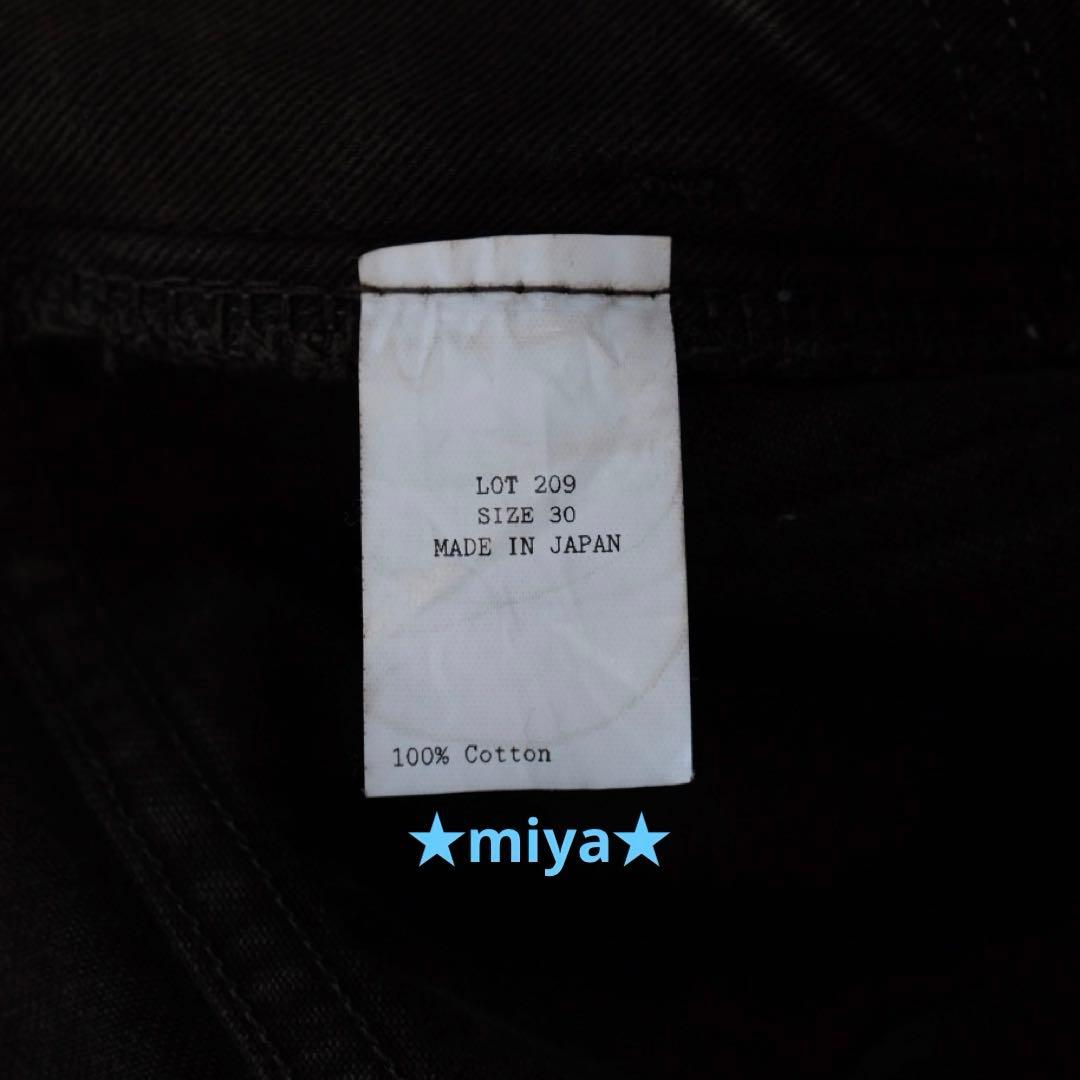 LOT 209
SIZE 30
MADE IN JAPAN
100% Cotton
★miya★